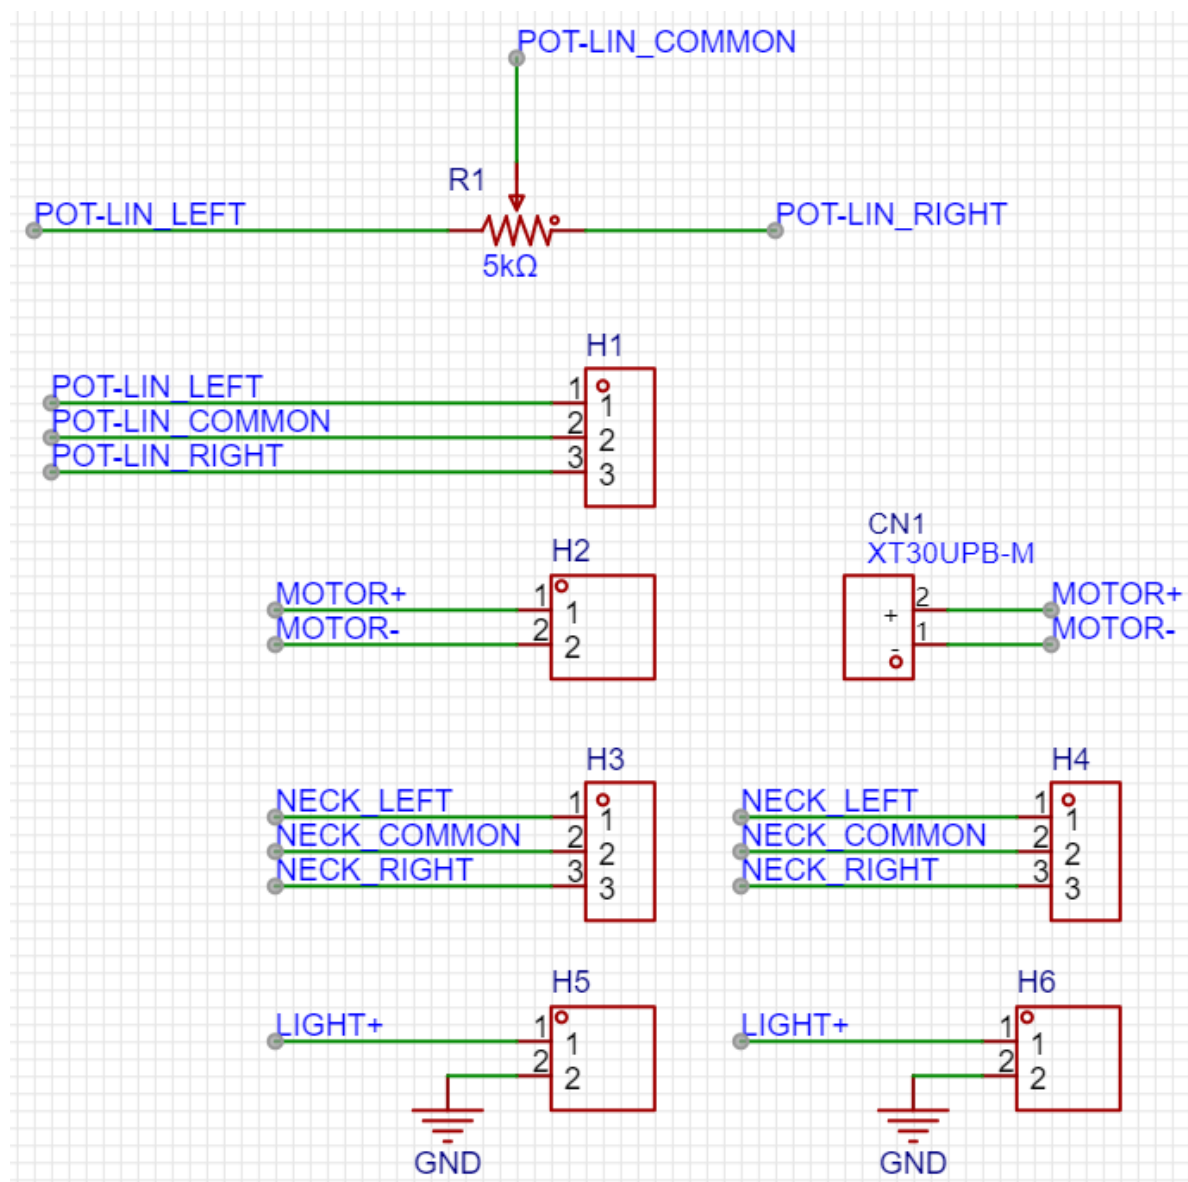 POT-LIN_COMMON
R1
POT-LIN_LEFT
POT-LIN_RIGHT
5kΩ
H1
POT-LIN_LEFT 1 1
POT-LIN_COMMON 2 2
POT-LIN_RIGHT 3 3
CN1
XT30UPB-M
H2
MOTOR+ 1 1
MOTOR- 2 2
+ 2 MOTOR+
- 1 MOTOR-
H3
NECK_LEFT 1 1
NECK_COMMON 2 2
NECK_RIGHT 3 3
H4
NECK_LEFT 1 1
NECK_COMMON 2 2
NECK_RIGHT 3 3
H5
LIGHT+ 1 1
2 2
GND
H6
LIGHT+ 1 1
2 2
GND